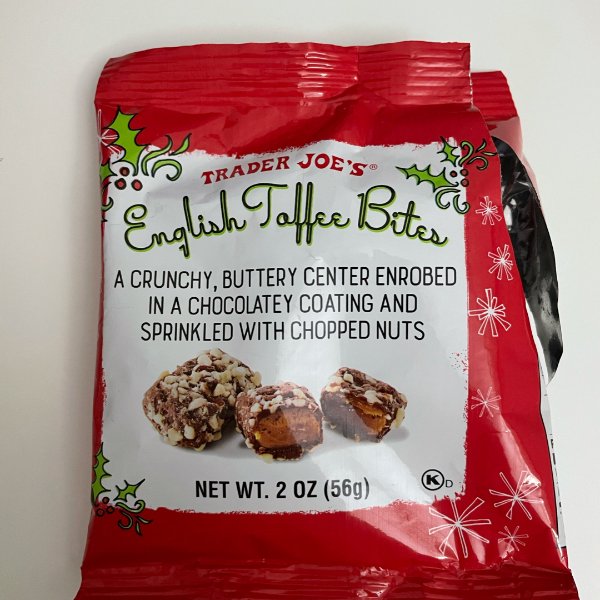 TRADER JOE'S®
English Toffee Bites
A CRUNCHY, BUTTERY CENTER ENROBED
IN A CHOCOLATEY COATING AND
SPRINKLED WITH CHOPPED NUTS
NET WT. 2 OZ (56g)
K D